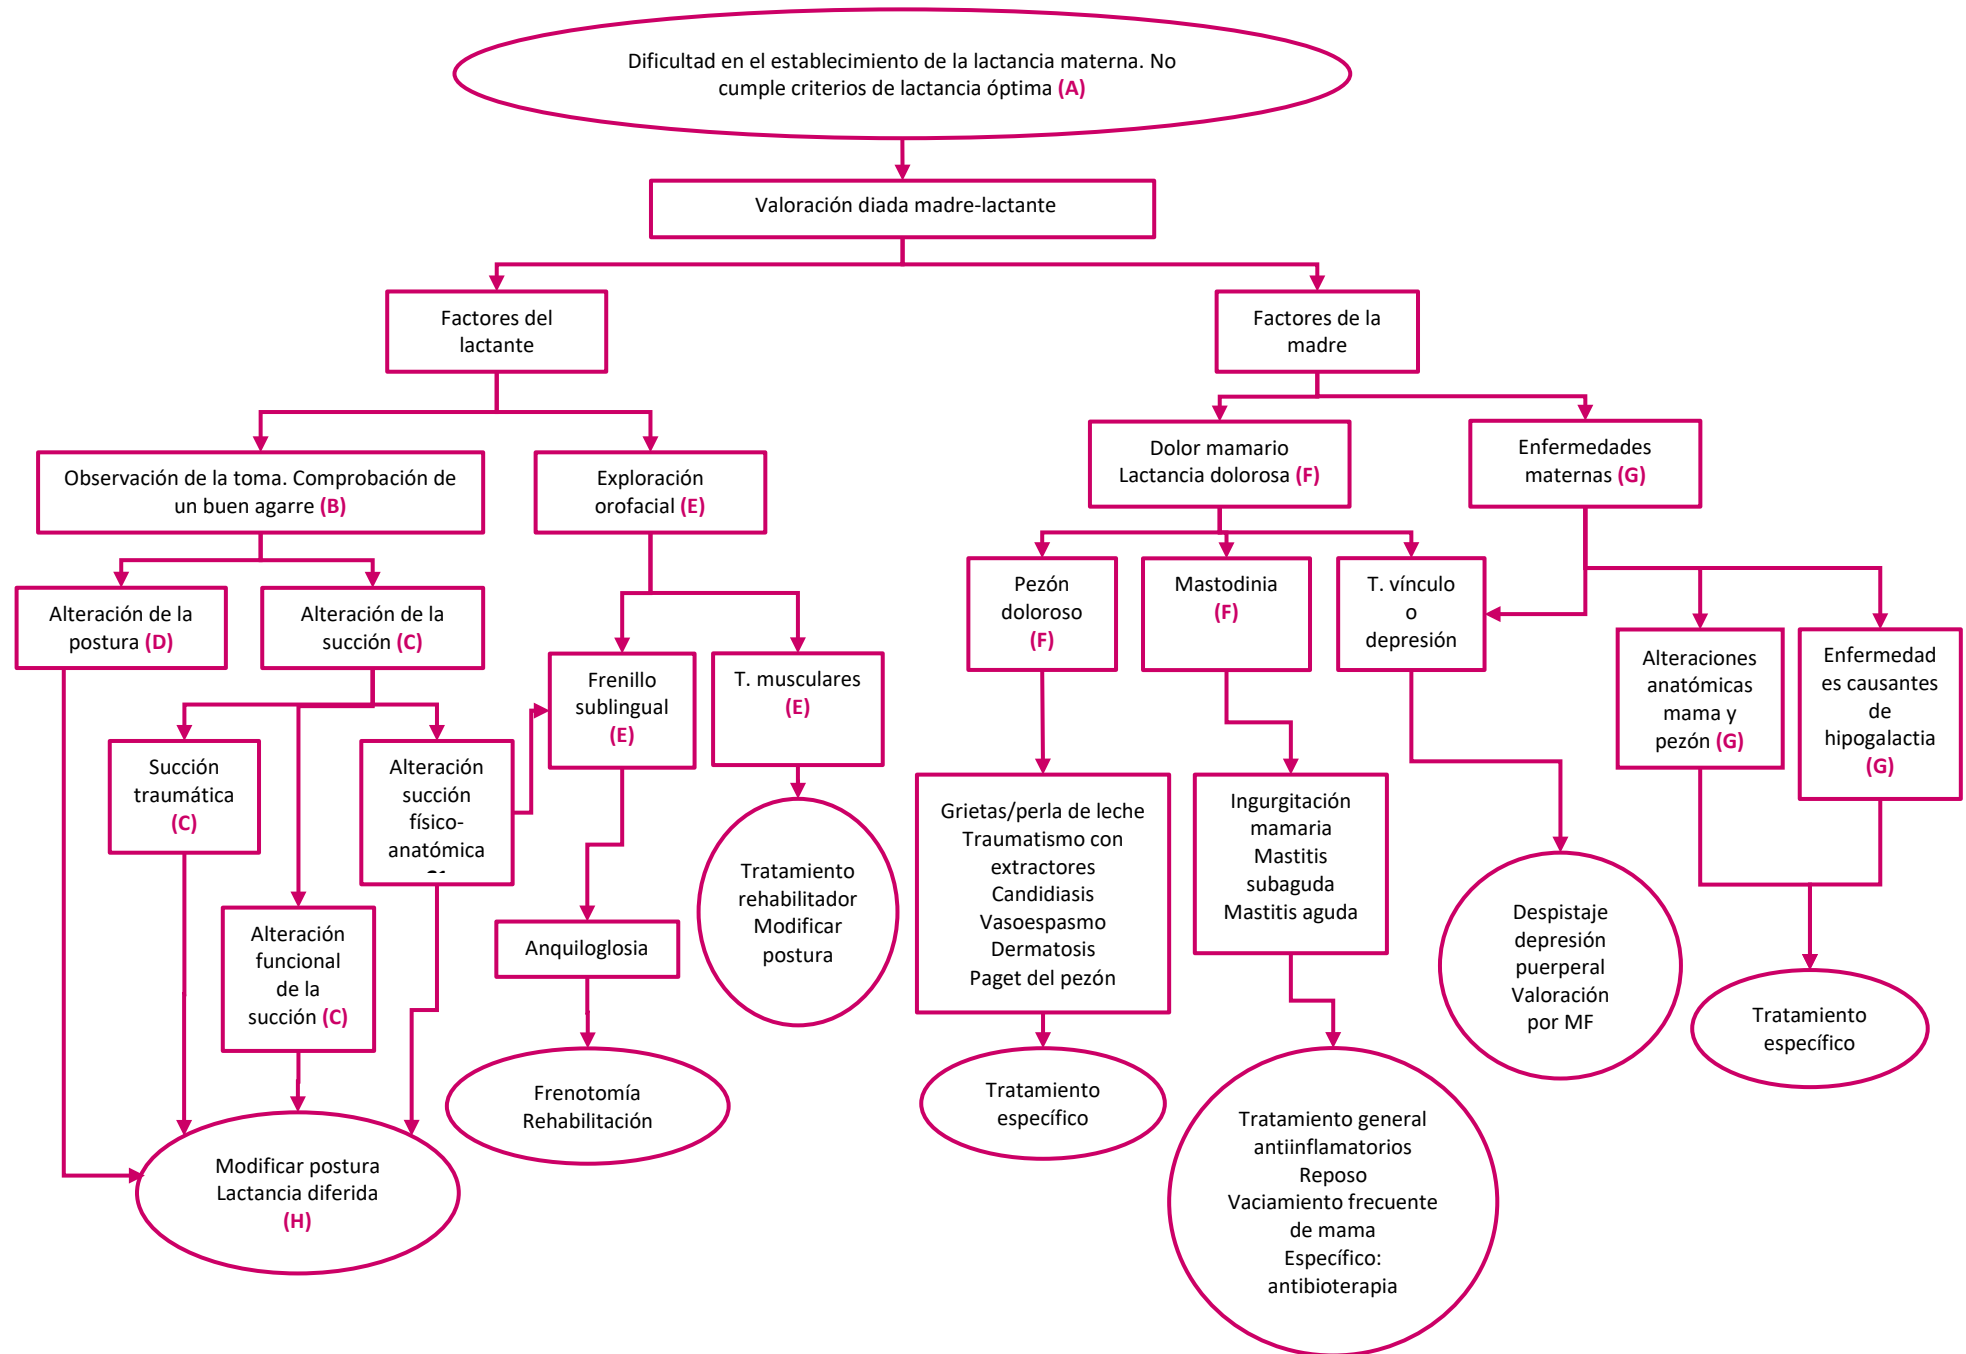 Dificultad en el establecimiento de la lactancia materna. No
cumple criterios de lactancia óptima (A)
Valoración diada madre-lactante
Factores del
lactante
Factores de la
madre
Observación de la toma. Comprobación de
un buen agarre (B)
Exploración
orofacial (E)
Dolor mamario
Lactancia dolorosa (F)
Enfermedades
maternas (G)
Alteración de la
postura (D)
Alteración de la
succión (C)
Frenillo
sublingual
(E)
T. musculares
(E)
Pezón
doloroso
(F)
Mastodinia
(F)
T. vínculo
o
depresión
Alteraciones
anatómicas
mama y
pezón (G)
Enfermedad
es causantes
de
hipogalactia
(G)
Succión
traumática
(C)
Alteración
succión
físico-
anatómica
Alteración
funcional
de la
succión (C)
Anquiloglosia
Tratamiento
rehabilitador
Modificar
postura
Grietas/perla de leche
Traumatismo con
extractores
Candidiasis
Vasoespasmo
Dermatosis
Paget del pezón
Ingurgitación
mamaria
Mastitis
subaguda
Mastitis aguda
Despistaje
depresión
puerperal
Valoración
por MF
Tratamiento
específico
Modificar postura
Lactancia diferida
(H)
Frenotomía
Rehabilitación
Tratamiento
específico
Tratamiento general
antiinflamatorios
Reposo
Vaciamiento frecuente
de mama
Específico:
antibioterapia